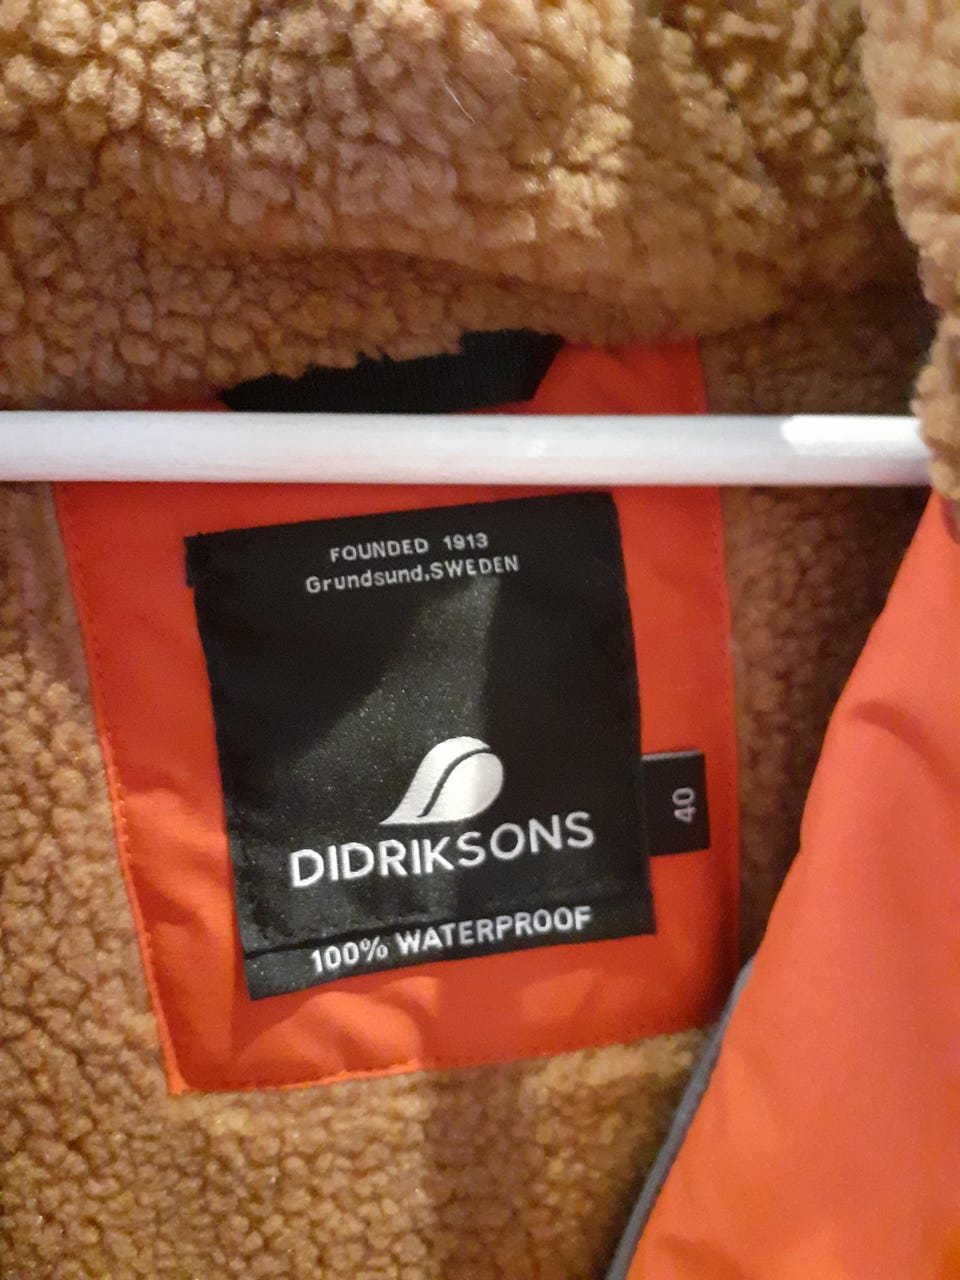 FOUNDED 1913
Grundsund,SWEDEN
DIDRIKSONS
100% WATERPROOF
40